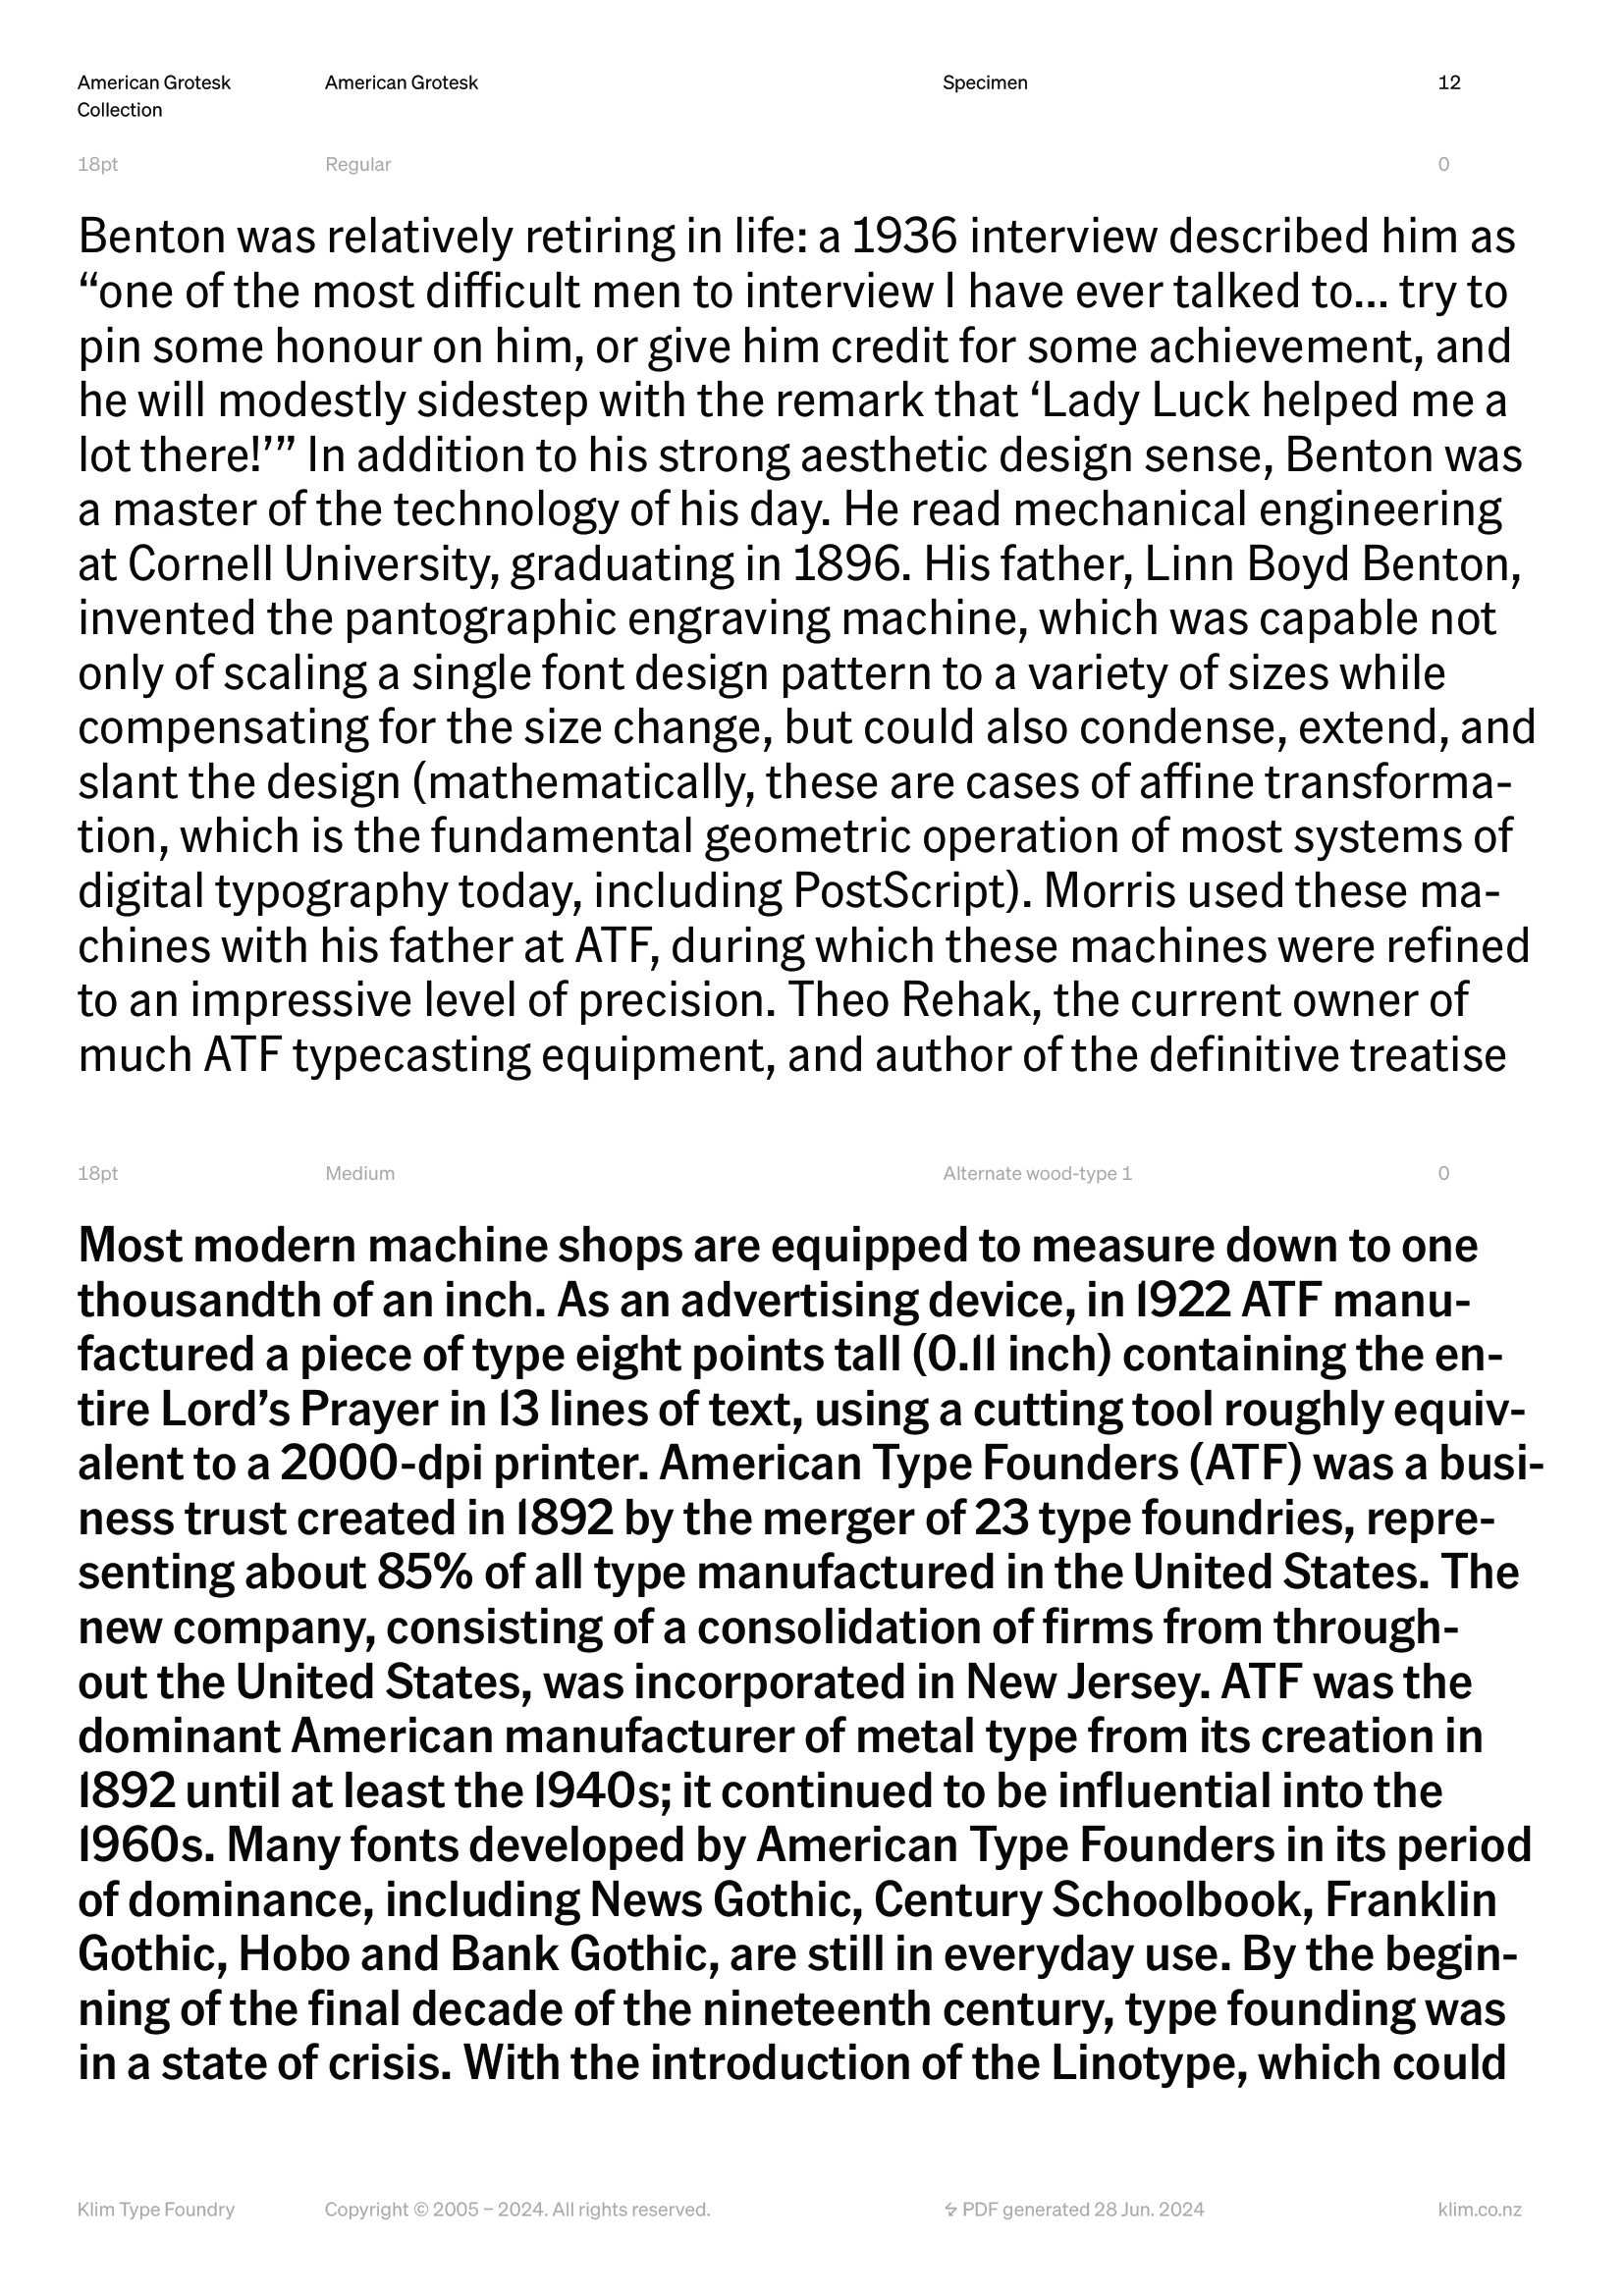 American Grotesk Collection American Grotesk Specimen 12
18pt Regular 0
Benton was relatively retiring in life: a 1936 interview described him as
“one of the most difficult men to interview I have ever talked to… try to
pin some honour on him, or give him credit for some achievement, and
he will modestly sidestep with the remark that ‘Lady Luck helped me a
lot there!’” In addition to his strong aesthetic design sense, Benton was
a master of the technology of his day. He read mechanical engineering
at Cornell University, graduating in 1896. His father, Linn Boyd Benton,
invented the pantographic engraving machine, which was capable not
only of scaling a single font design pattern to a variety of sizes while
compensating for the size change, but could also condense, extend, and
slant the design (mathematically, these are cases of affine transforma-
tion, which is the fundamental geometric operation of most systems of
digital typography today, including PostScript). Morris used these ma-
chines with his father at ATF, during which these machines were refined
to an impressive level of precision. Theo Rehak, the current owner of
much ATF typecasting equipment, and author of the definitive treatise
18pt Medium Alternate wood-type 1 0
Most modern machine shops are equipped to measure down to one
thousandth of an inch. As an advertising device, in 1922 ATF manu-
factured a piece of type eight points tall (0.11 inch) containing the en-
tire Lord’s Prayer in 13 lines of text, using a cutting tool roughly equiv-
alent to a 2000-dpi printer. American Type Founders (ATF) was a busi-
ness trust created in 1892 by the merger of 23 type foundries, repre-
senting about 85% of all type manufactured in the United States. The
new company, consisting of a consolidation of firms from through-
out the United States, was incorporated in New Jersey. ATF was the
dominant American manufacturer of metal type from its creation in
1892 until at least the 1940s; it continued to be influential into the
1960s. Many fonts developed by American Type Founders in its period
of dominance, including News Gothic, Century Schoolbook, Franklin
Gothic, Hobo and Bank Gothic, are still in everyday use. By the begin-
ning of the final decade of the nineteenth century, type founding was
in a state of crisis. With the introduction of the Linotype, which could
Klim Type Foundry Copyright © 2005 – 2024. All rights reserved. PDF generated 28 Jun. 2024 klim.co.nz